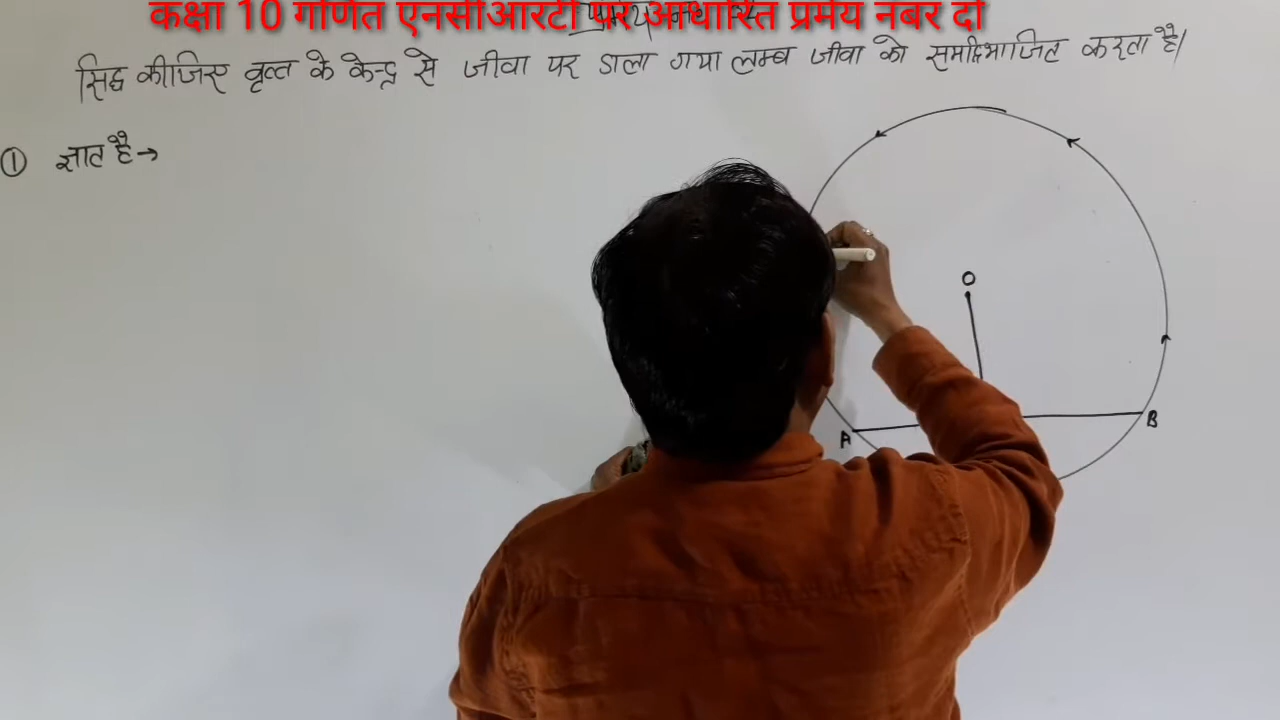 कक्षा 10 गणित एनसीआरटी पर आधारित प्रमेय नंबर दो
सिद्ध कीजिए वृत्त के केन्द्र से जीवा पर डाला गया लम्ब जीवा को समद्विभाजित करता है।
① ज्ञात है →
O
A
B